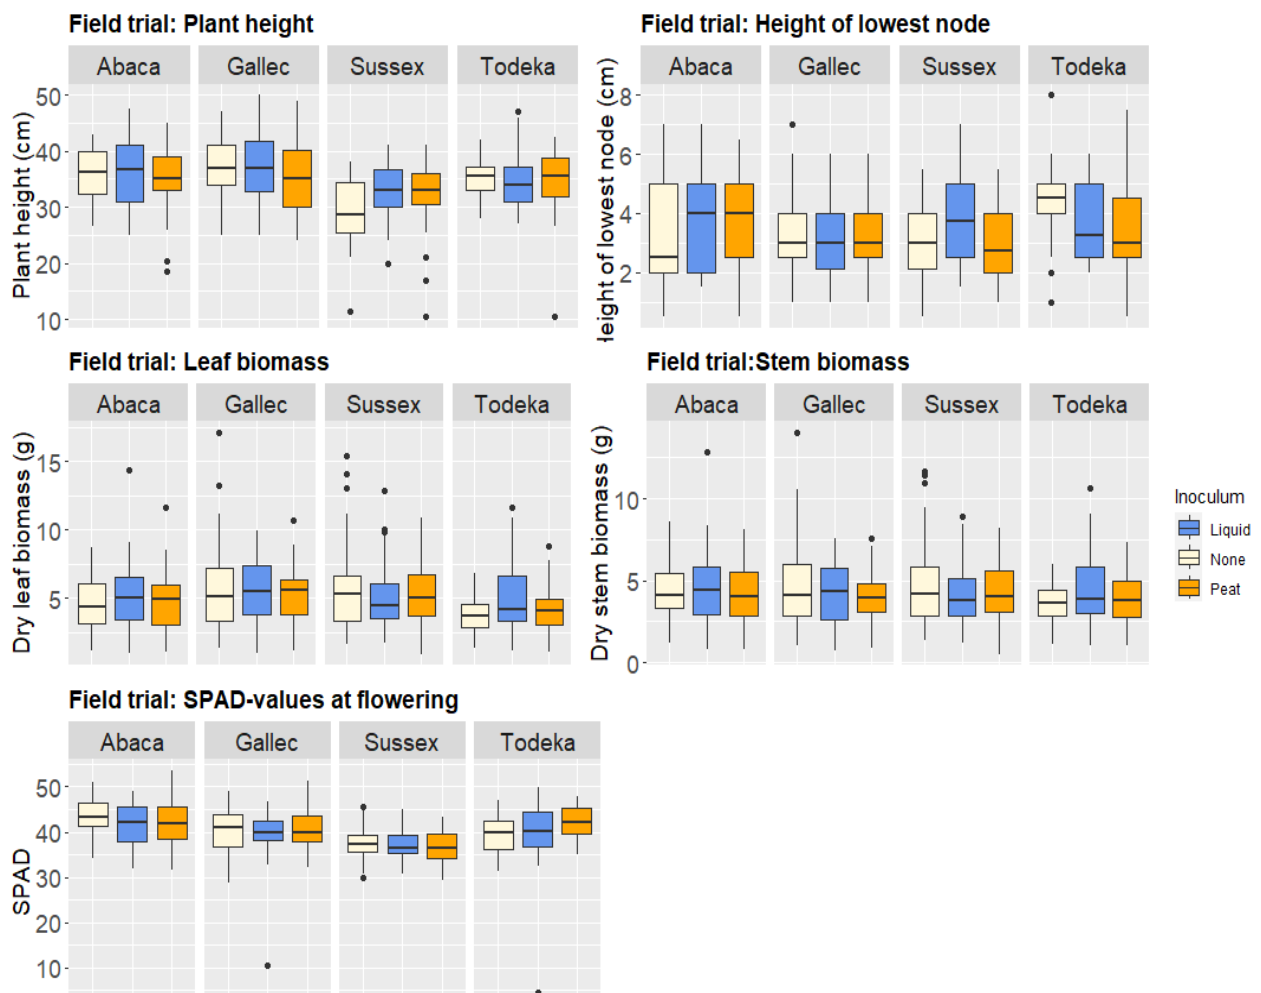 Field trial: Plant height
Abaca Gallec Sussex Todeka
Plant height (cm)
50
40
30
20
10
Field trial: Height of lowest node
Abaca Gallec Sussex Todeka
Height of lowest node (cm)
8
6
4
2
Field trial: Leaf biomass
Abaca Gallec Sussex Todeka
Dry leaf biomass (g)
15
10
5
Field trial:Stem biomass
Abaca Gallec Sussex Todeka
Dry stem biomass (g)
10
5
0
Inoculum
Liquid
None
Peat
Field trial: SPAD-values at flowering
Abaca Gallec Sussex Todeka
SPAD
50
40
30
20
10